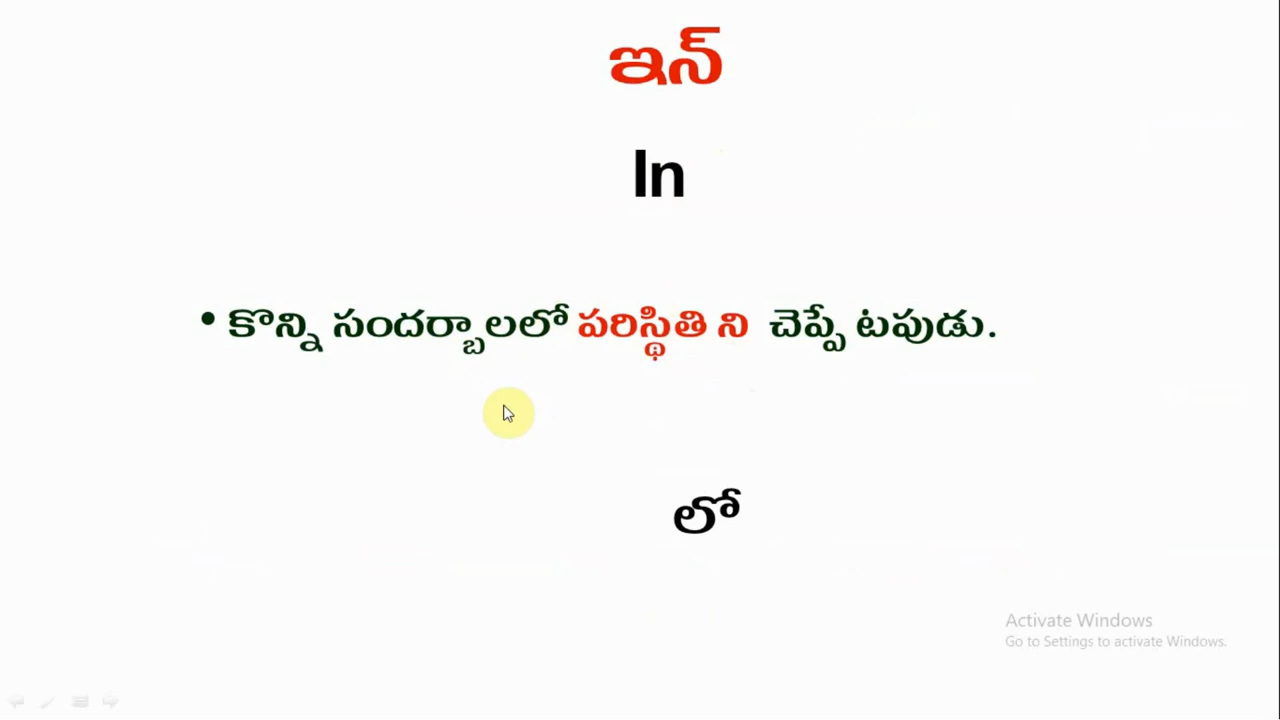 ఇన్
In
• కొన్ని సందర్బాలలో పరిస్థితి ని చెప్పే టపుడు.
లో
Activate Windows
Go to Settings to activate Windows.